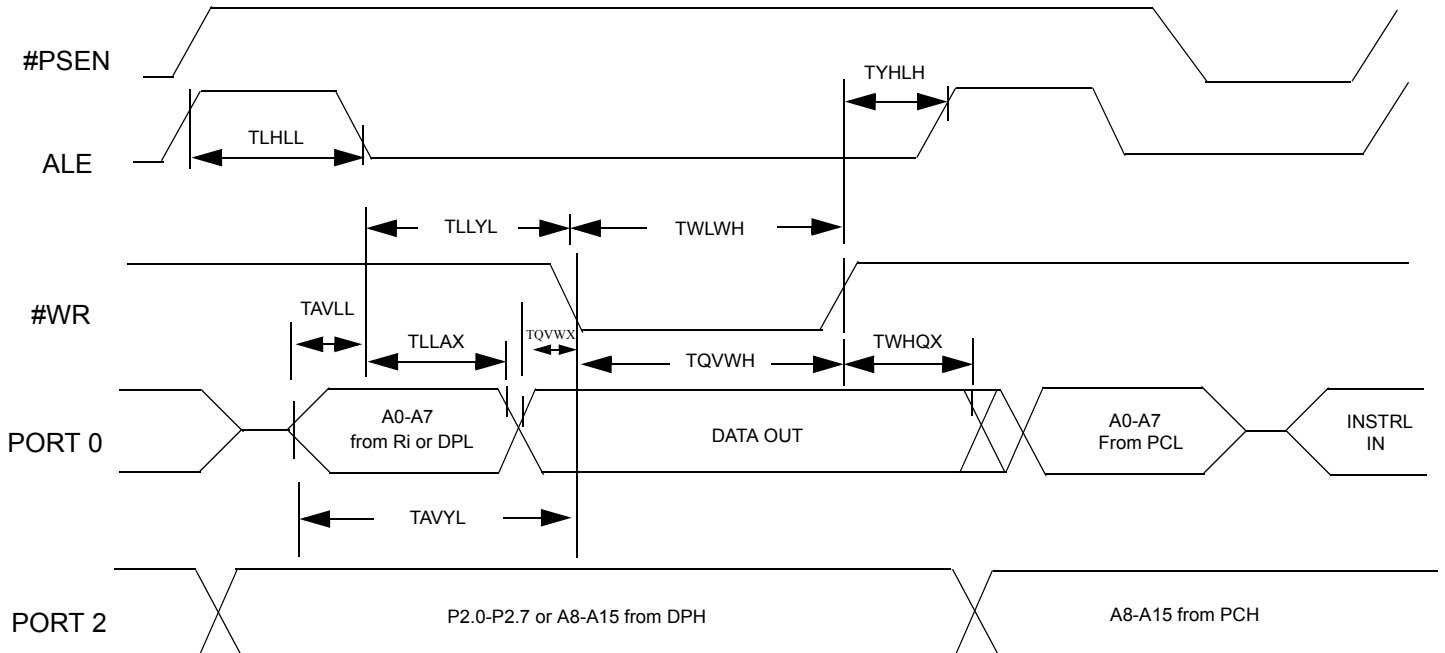 #PSEN
TYHLH
TLHLL
ALE
TLLYL
TWLWH
#WR
TAVLL
TQVWX
TLLAX
TQVWH
TWHQX
PORT 0
A0-A7
from Ri or DPL
DATA OUT
A0-A7
From PCL
INSTRL
IN
TAVYL
PORT 2
P2.0-P2.7 or A8-A15 from DPH
A8-A15 from PCH